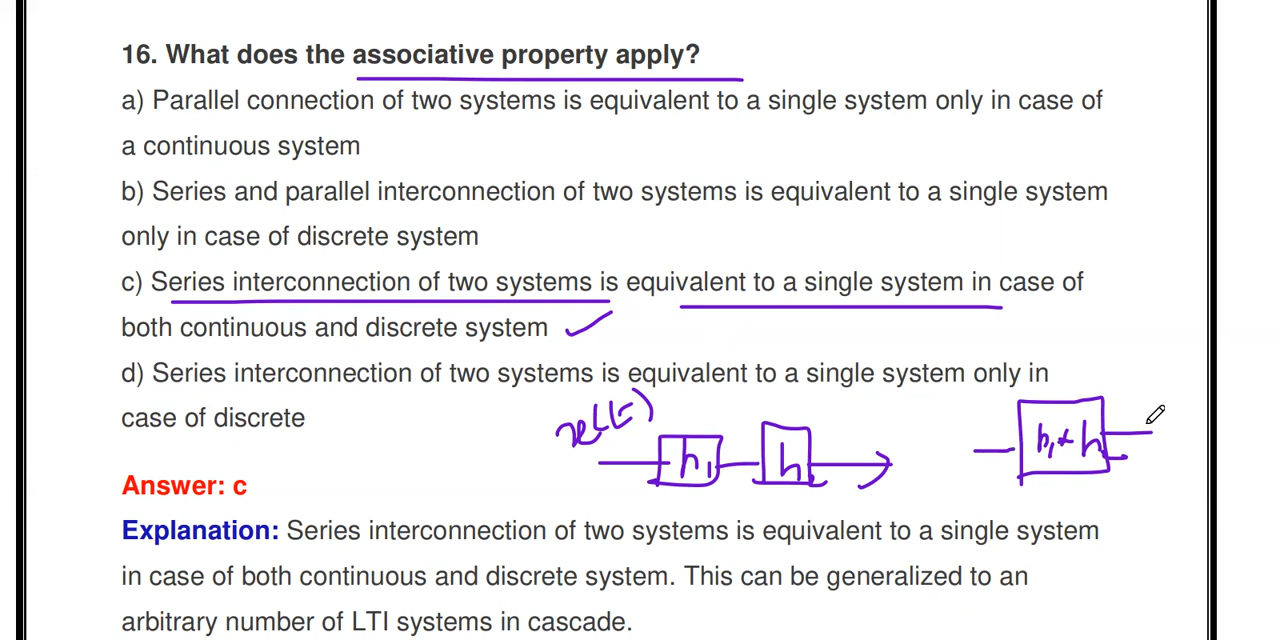 16. What does the associative property apply?
a) Parallel connection of two systems is equivalent to a single system only in case of
a continuous system
b) Series and parallel interconnection of two systems is equivalent to a single system
only in case of discrete system
c) Series interconnection of two systems is equivalent to a single system in case of
both continuous and discrete system
d) Series interconnection of two systems is equivalent to a single system only in
case of discrete
h₁ h h₁ * h
Answer: c
Explanation: Series interconnection of two systems is equivalent to a single system
in case of both continuous and discrete system. This can be generalized to an
arbitrary number of LTI systems in cascade.